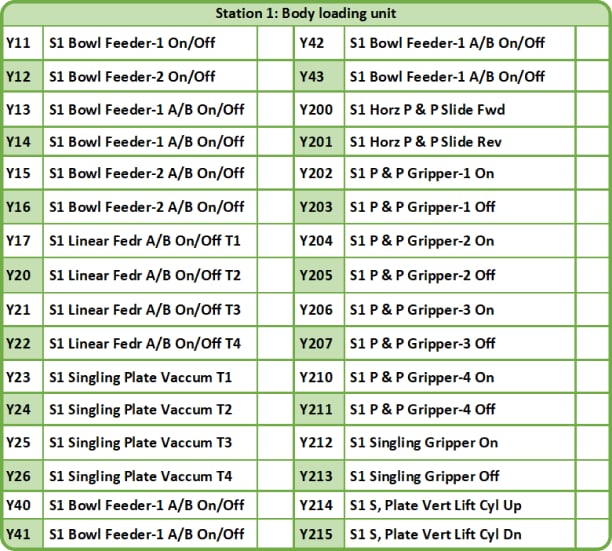 Station 1: Body loading unit
Y11 S1 Bowl Feeder-1 On/Off Y42 S1 Bowl Feeder-1 A/B On/Off
Y12 S1 Bowl Feeder-2 On/Off Y43 S1 Bowl Feeder-1 A/B On/Off
Y13 S1 Bowl Feeder-1 A/B On/Off Y200 S1 Horz P & P Slide Fwd
Y14 S1 Bowl Feeder-1 A/B On/Off Y201 S1 Horz P & P Slide Rev
Y15 S1 Bowl Feeder-2 A/B On/Off Y202 S1 P & P Gripper-1 On
Y16 S1 Bowl Feeder-2 A/B On/Off Y203 S1 P & P Gripper-1 Off
Y17 S1 Linear Fedr A/B On/Off T1 Y204 S1 P & P Gripper-2 On
Y20 S1 Linear Fedr A/B On/Off T2 Y205 S1 P & P Gripper-2 Off
Y21 S1 Linear Fedr A/B On/Off T3 Y206 S1 P & P Gripper-3 On
Y22 S1 Linear Fedr A/B On/Off T4 Y207 S1 P & P Gripper-3 Off
Y23 S1 Singling Plate Vaccum T1 Y210 S1 P & P Gripper-4 On
Y24 S1 Singling Plate Vaccum T2 Y211 S1 P & P Gripper-4 Off
Y25 S1 Singling Plate Vaccum T3 Y212 S1 Singling Gripper On
Y26 S1 Singling Plate Vaccum T4 Y213 S1 Singling Gripper Off
Y40 S1 Bowl Feeder-1 A/B On/Off Y214 S1 S, Plate Vert Lift Cyl Up
Y41 S1 Bowl Feeder-1 A/B On/Off Y215 S1 S, Plate Vert Lift Cyl Dn